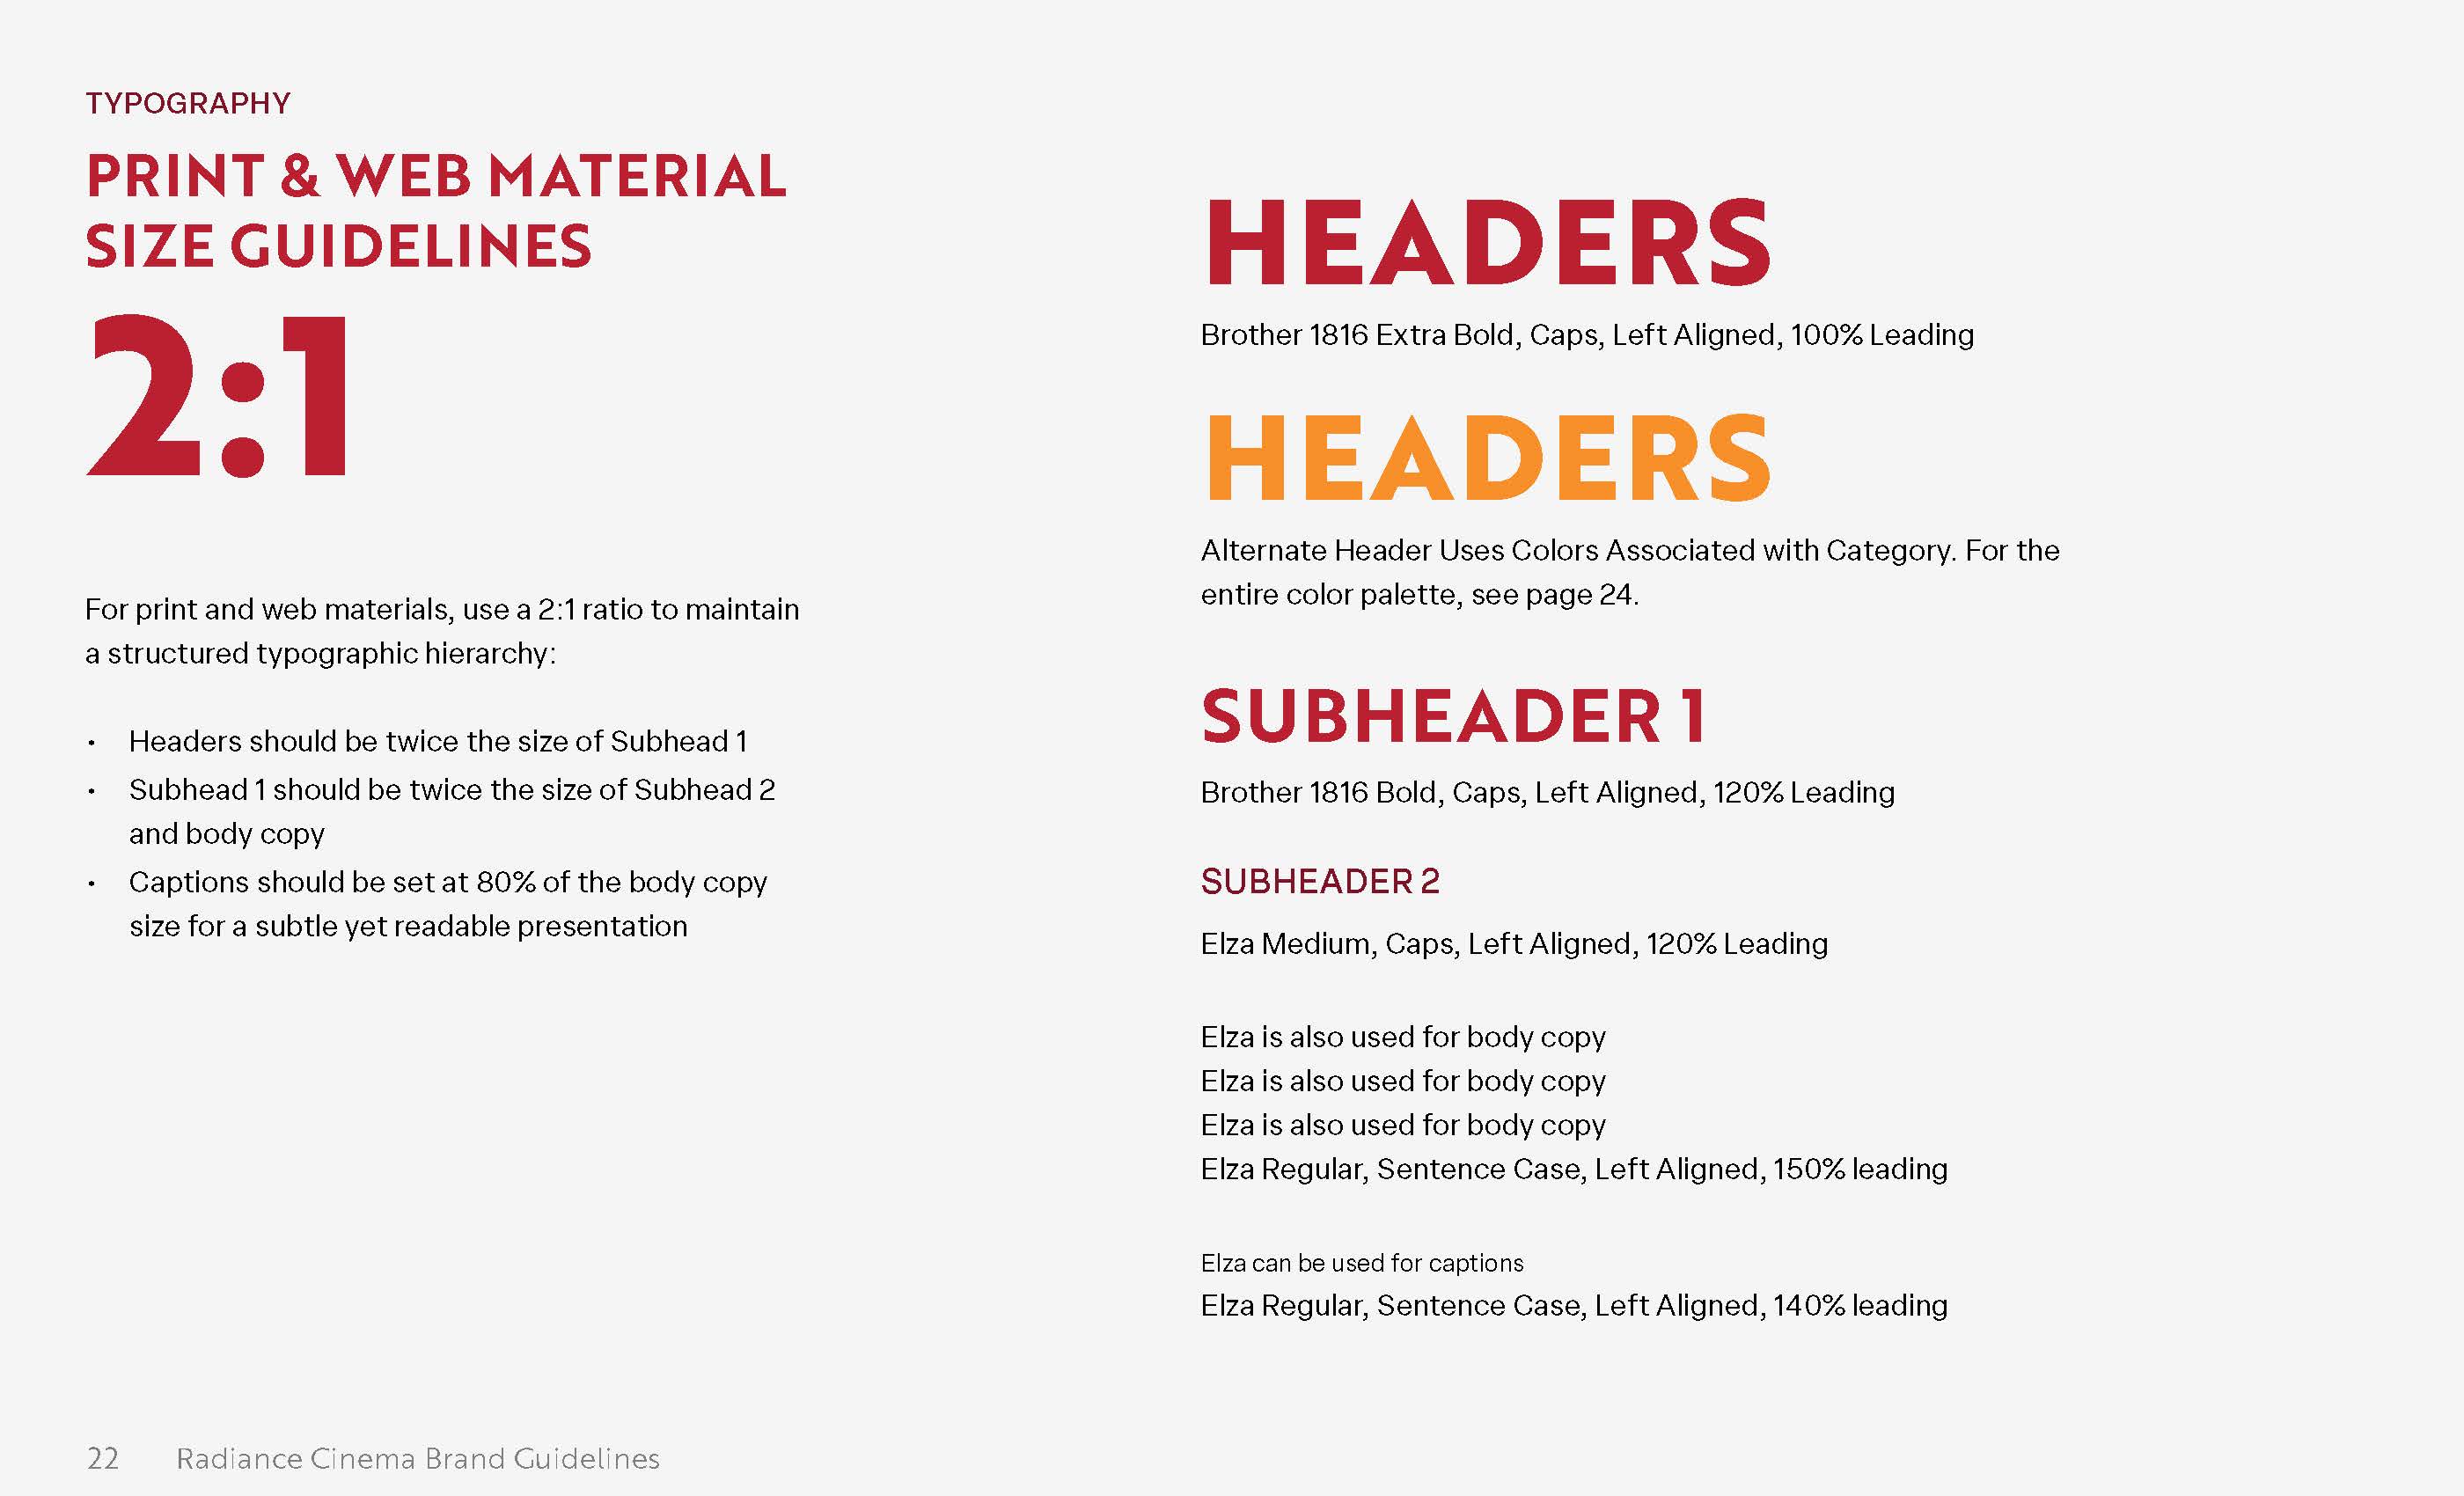 TYPOGRAPHY
PRINT & WEB MATERIAL
SIZE GUIDELINES
2:1
For print and web materials, use a 2:1 ratio to maintain
a structured typographic hierarchy:
• Headers should be twice the size of Subhead 1
• Subhead 1 should be twice the size of Subhead 2
and body copy
• Captions should be set at 80% of the body copy
size for a subtle yet readable presentation
HEADERS
Brother 1816 Extra Bold, Caps, Left Aligned, 100% Leading
HEADERS
Alternate Header Uses Colors Associated with Category. For the
entire color palette, see page 24.
SUBHEADER 1
Brother 1816 Bold, Caps, Left Aligned, 120% Leading
SUBHEADER 2
Elza Medium, Caps, Left Aligned, 120% Leading
Elza is also used for body copy
Elza is also used for body copy
Elza is also used for body copy
Elza Regular, Sentence Case, Left Aligned, 150% leading
Elza can be used for captions
Elza Regular, Sentence Case, Left Aligned, 140% leading
22 Radiance Cinema Brand Guidelines